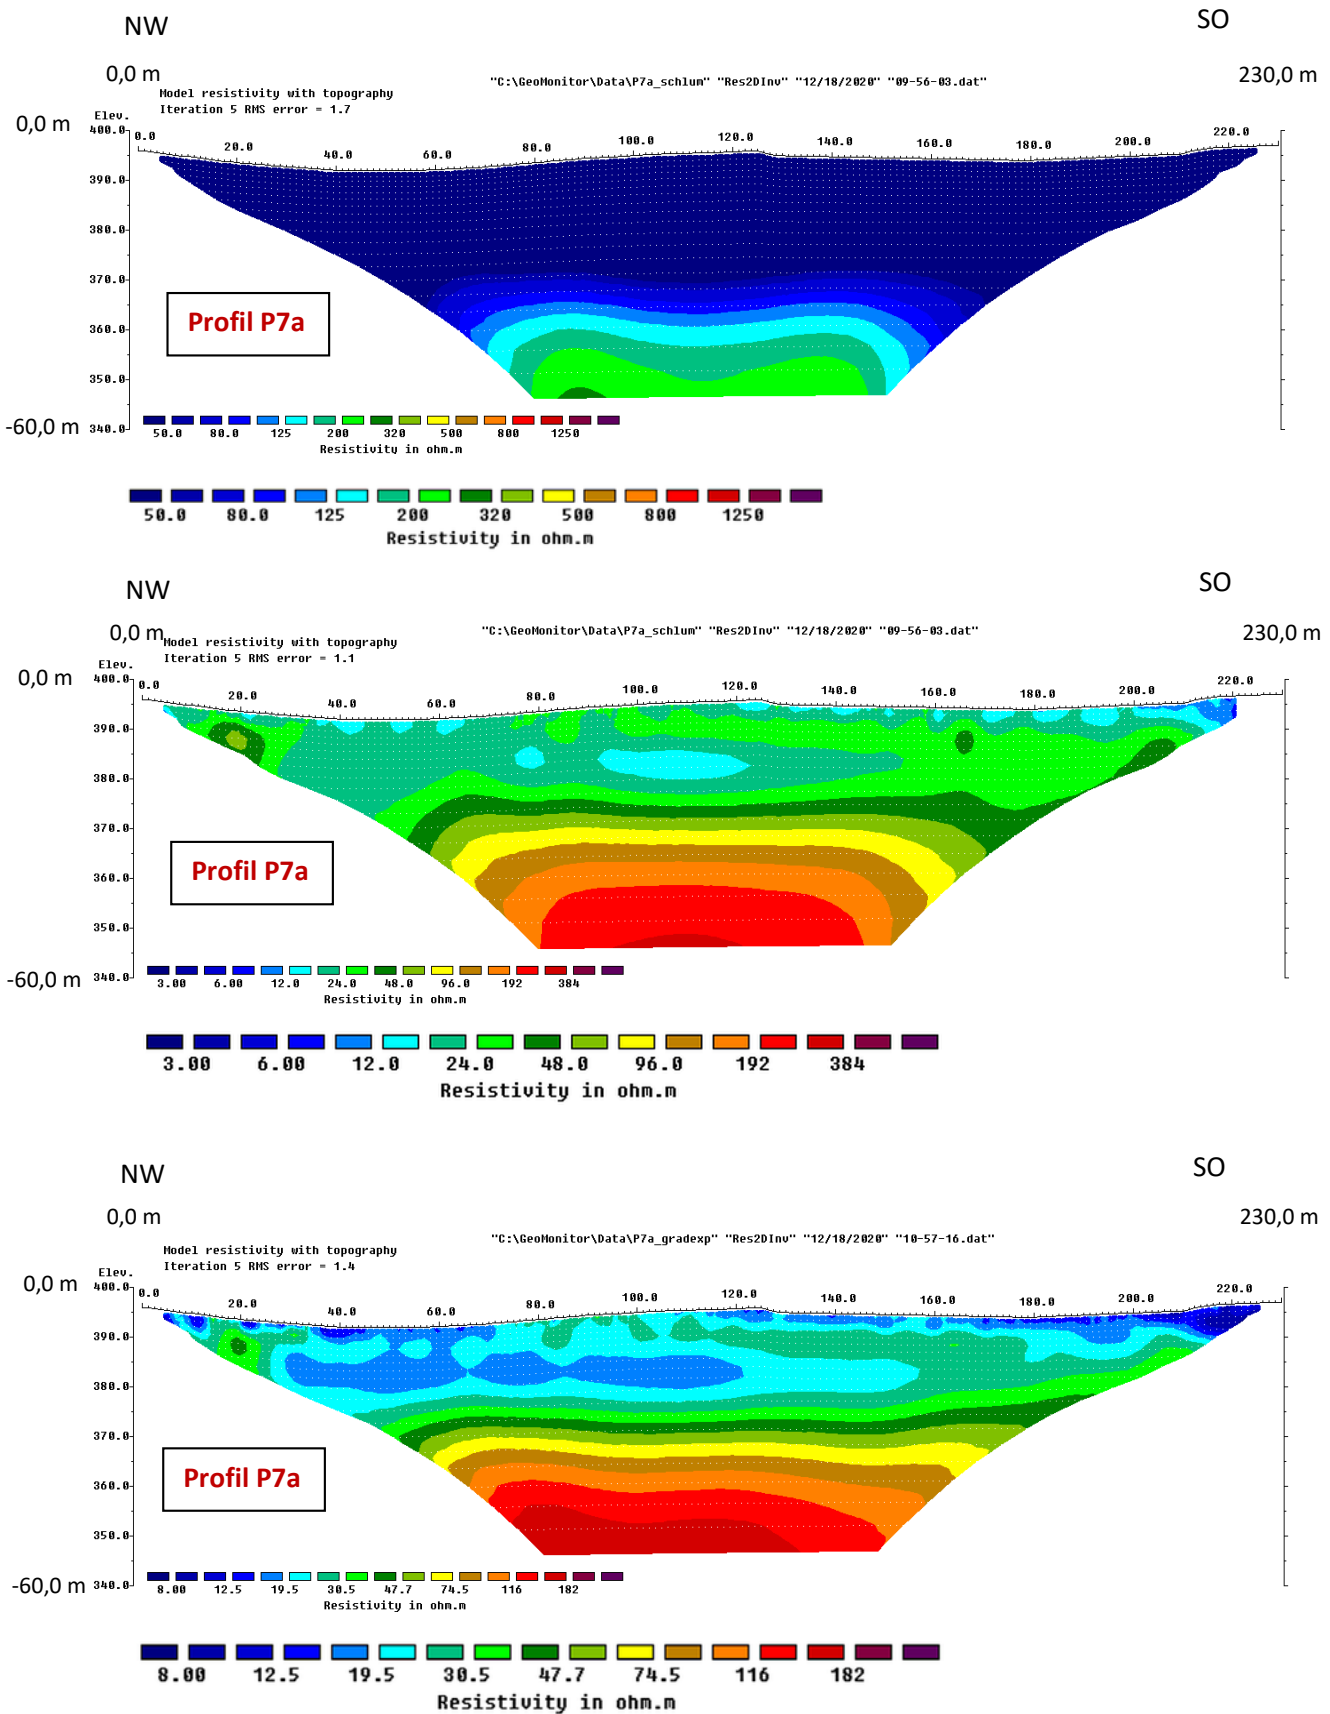 NW SO
0,0 m 230,0 m
"C:\GeoMonitor\Data\P7a_schlum" "Res2DInv" "12/18/2020" "09-56-03.dat"
Model resistivity with topography
Iteration 5 RMS error = 1.7
0,0 m
Elev.
0.0 20.0 40.0 60.0 80.0 100.0 120.0 140.0 160.0 180.0 200.0 220.0
400.0
390.0
380.0
370.0
360.0
350.0
340.0
Profil P7a
-60,0 m
50.0 80.0 125 200 320 500 800 1250
Resistivity in ohm.m
50.0 80.0 125 200 320 500 800 1250
Resistivity in ohm.m
NW SO
0,0 m 230,0 m
"C:\GeoMonitor\Data\P7a_schlum" "Res2DInv" "12/18/2020" "09-56-03.dat"
Model resistivity with topography
Iteration 5 RMS error = 1.1
0,0 m
Elev.
0.0 20.0 40.0 60.0 80.0 100.0 120.0 140.0 160.0 180.0 200.0 220.0
400.0
390.0
380.0
370.0
360.0
350.0
340.0
Profil P7a
-60,0 m
3.00 6.00 12.0 24.0 48.0 96.0 192 384
Resistivity in ohm.m
3.00 6.00 12.0 24.0 48.0 96.0 192 384
Resistivity in ohm.m
NW SO
0,0 m 230,0 m
"C:\GeoMonitor\Data\P7a_gradexp" "Res2DInv" "12/18/2020" "10-57-16.dat"
Model resistivity with topography
Iteration 5 RMS error = 1.4
0,0 m
Elev.
0.0 20.0 40.0 60.0 80.0 100.0 120.0 140.0 160.0 180.0 200.0 220.0
400.0
390.0
380.0
370.0
360.0
350.0
340.0
Profil P7a
-60,0 m
8.00 12.5 19.5 30.5 47.7 74.5 116 182
Resistivity in ohm.m
8.00 12.5 19.5 30.5 47.7 74.5 116 182
Resistivity in ohm.m